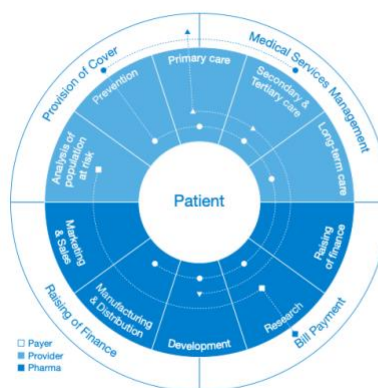 Provision of Cover
Medical Services Management
Primary care
Prevention
Secondary &
Tertiary care
Analysis of
population
at risk
Long-term care
Patient
Marketing
& Sales
Raising
of finance
Manufacturing
& Distribution
Development
Research
Raising of Finance
Bill Payment
Payer
Provider
Pharma